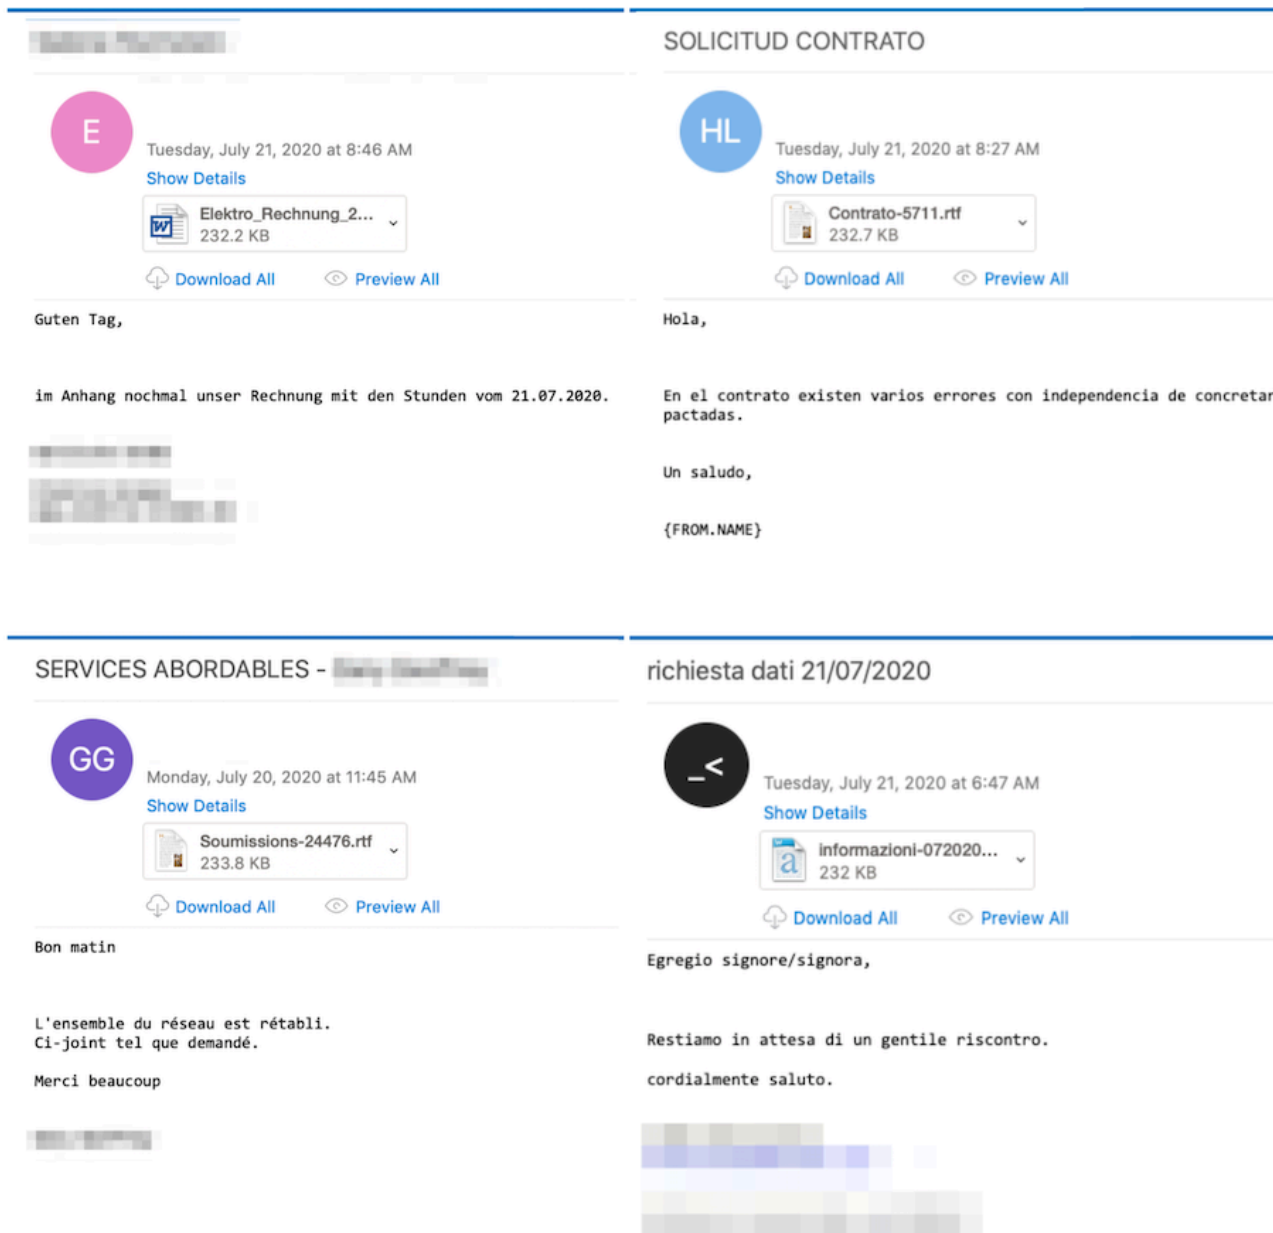 E
Tuesday, July 21, 2020 at 8:46 AM
Show Details
Elektro_Rechnung_2...
232.2 KB
Download All Preview All
Guten Tag,
im Anhang nochmal unser Rechnung mit den Stunden vom 21.07.2020.
SOLICITUD CONTRATO
HL
Tuesday, July 21, 2020 at 8:27 AM
Show Details
Contrato-5711.rtf
232.7 KB
Download All Preview All
Hola,
En el contrato existen varios errores con independencia de concretar
pactadas.
Un saludo,
{FROM.NAME}
SERVICES ABORDABLES -
GG
Monday, July 20, 2020 at 11:45 AM
Show Details
Soumissions-24476.rtf
233.8 KB
Download All Preview All
Bon matin
L'ensemble du réseau est rétabli.
Ci-joint tel que demandé.
Merci beaucoup
richiesta dati 21/07/2020
_<
Tuesday, July 21, 2020 at 6:47 AM
Show Details
informazioni-072020...
232 KB
Download All Preview All
Egregio signore/signora,
Restiamo in attesa di un gentile riscontro.
cordialmente saluto.